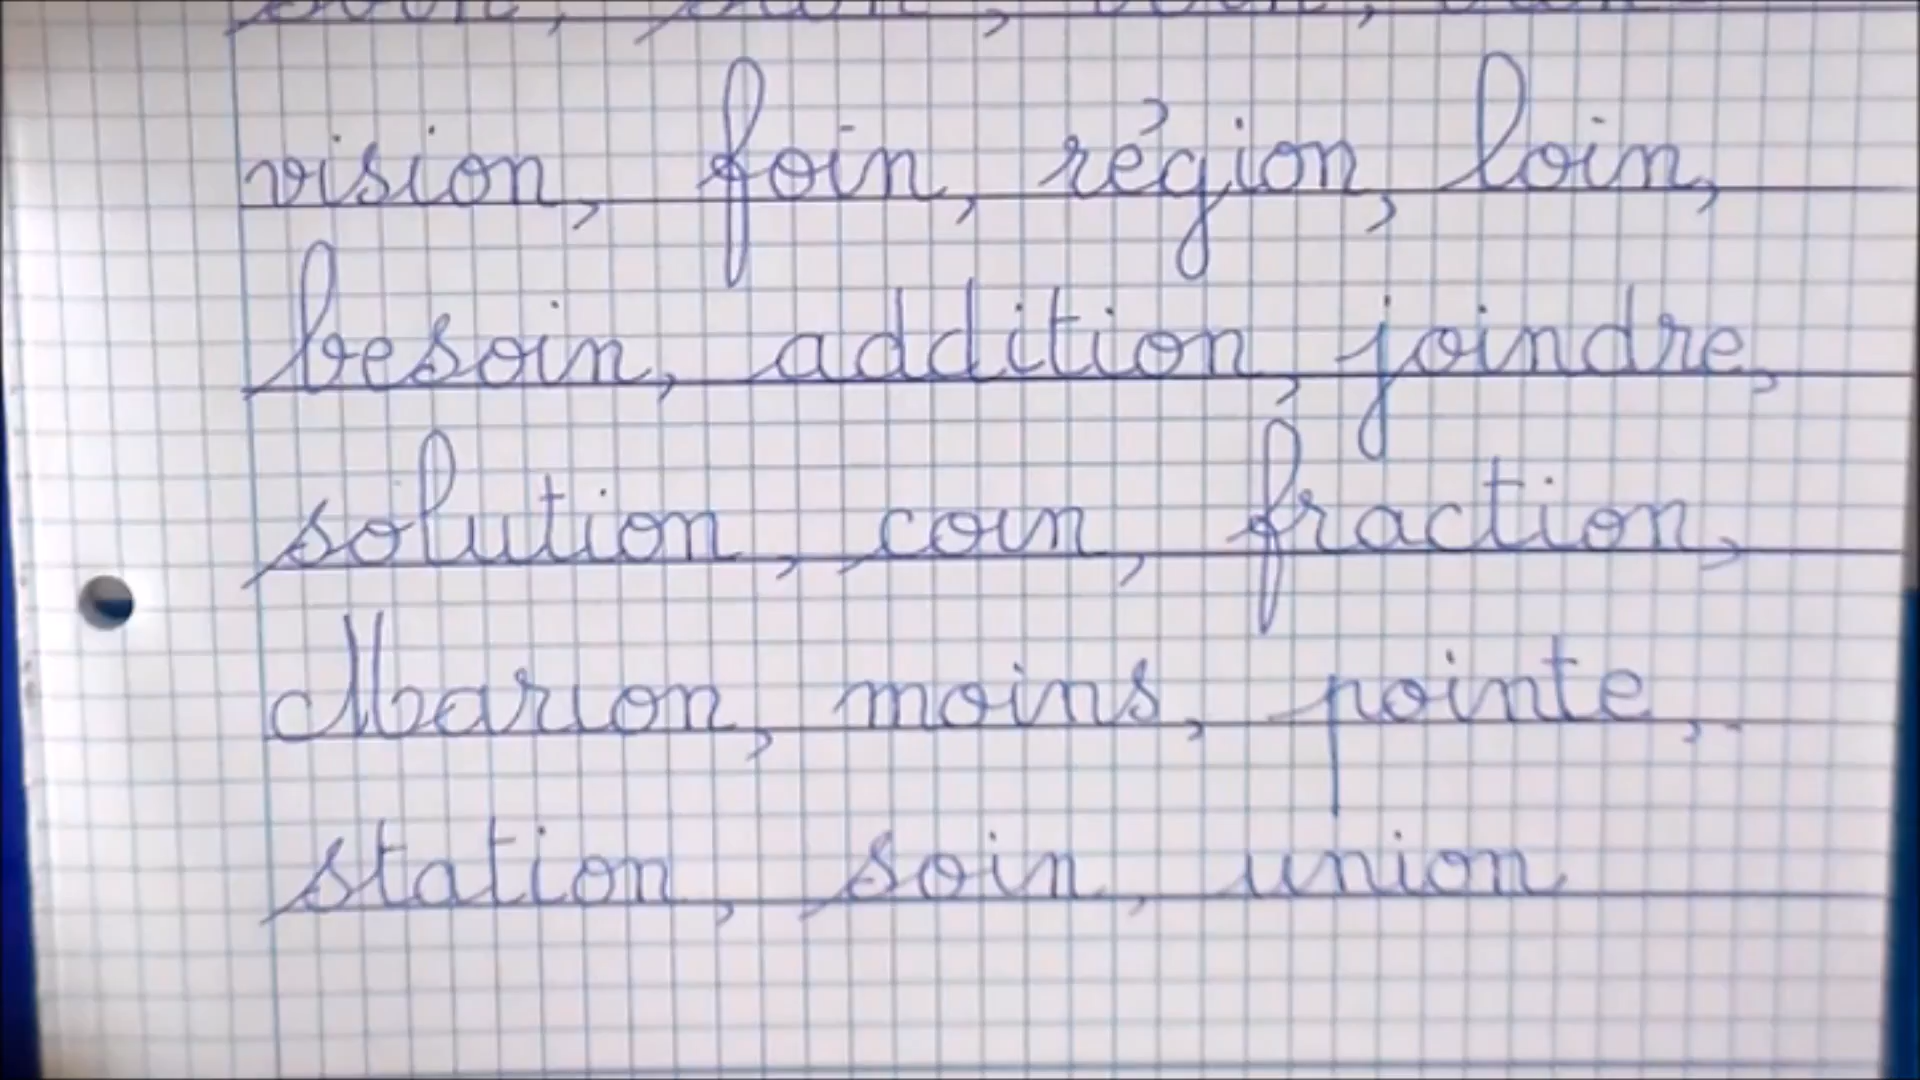 vision, foin, région, loin,
besoin, addition, joindre,
solution, coin, fraction,
Marion, moins, pointe,
station, soin, union